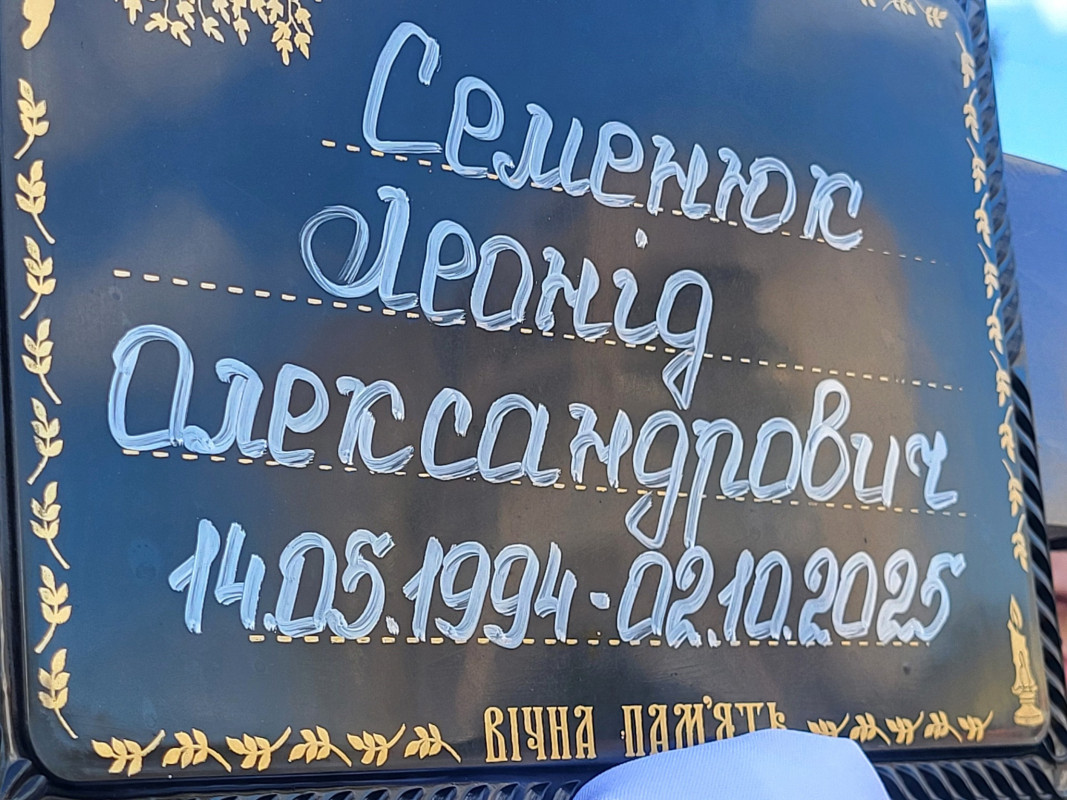 Семенюк
Леонід
Олександрович
14.05.1994-02.10.2025
ВІЧНА ПАМ'ЯТЬ